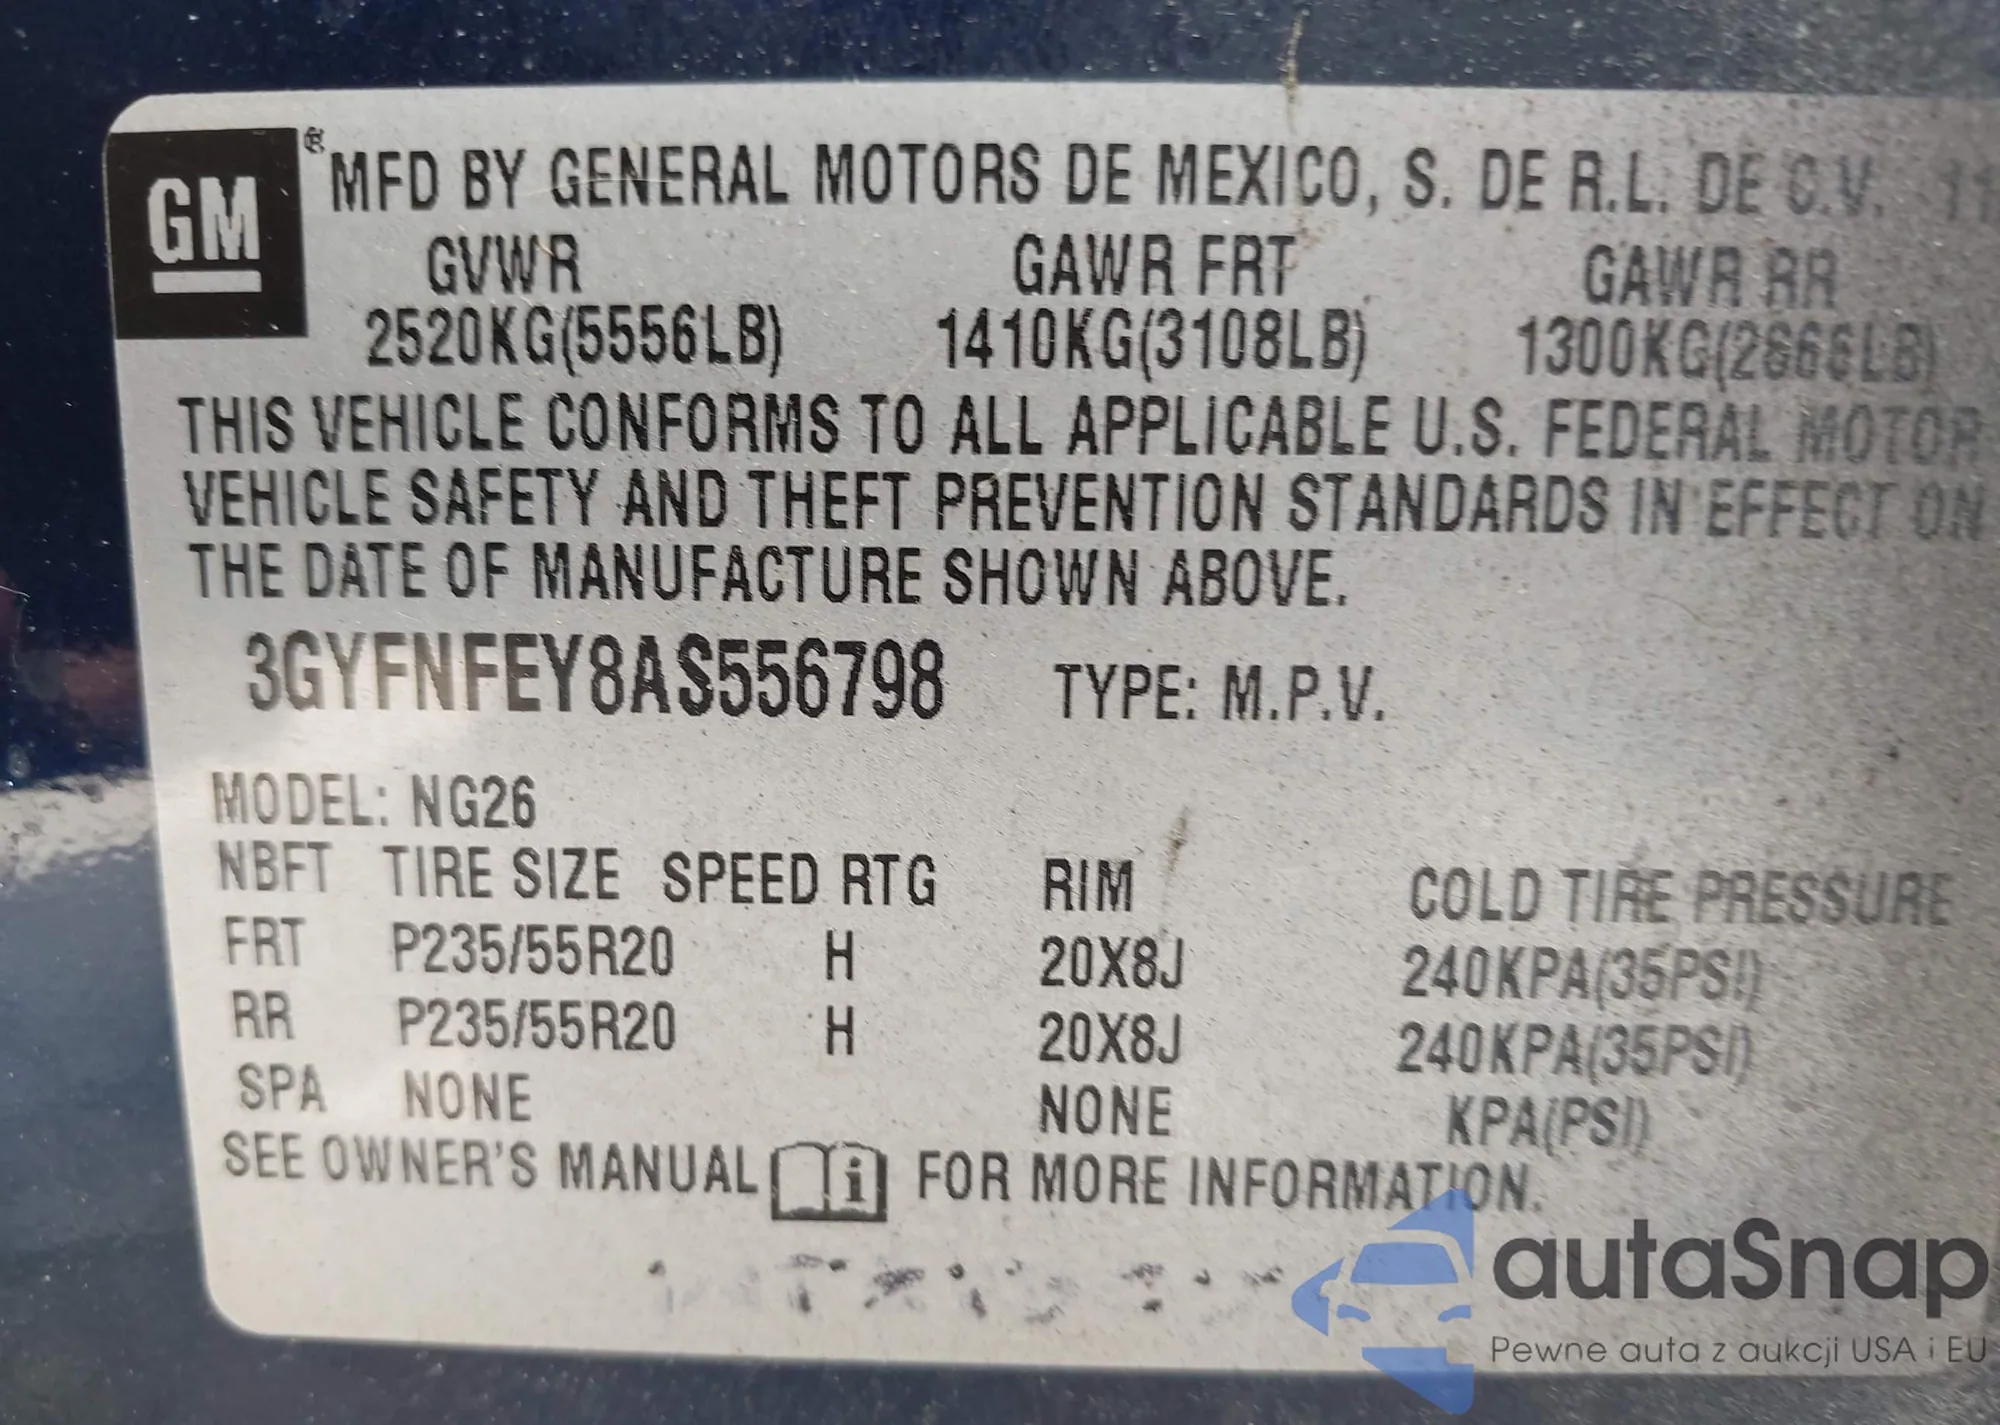 GM
® MFD BY GENERAL MOTORS DE MEXICO, S. DE R.L. DE C.V. 11
GVWR GAWR FRT GAWR RR
2520KG(5556LB) 1410KG(3108LB) 1300KG(2866LB)
THIS VEHICLE CONFORMS TO ALL APPLICABLE U.S. FEDERAL MOTOR
VEHICLE SAFETY AND THEFT PREVENTION STANDARDS IN EFFECT ON
THE DATE OF MANUFACTURE SHOWN ABOVE.
3GYFNFEY8AS556798 TYPE: M.P.V.
MODEL: NG26
NBFT TIRE SIZE SPEED RTG RIM COLD TIRE PRESSURE
FRT P235/55R20 H 20X8J 240KPA(35PSI)
RR P235/55R20 H 20X8J 240KPA(35PSI)
SPA NONE NONE KPA(PSI)
SEE OWNER'S MANUAL i FOR MORE INFORMATION.
autaSnap
Pewne auta z aukcji USA i EU